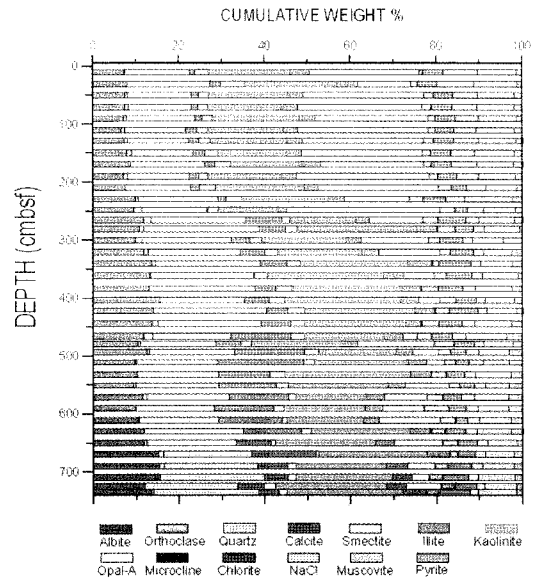 CUMULATIVE WEIGHT %
0 20 40 60 80 100
DEPTH (cmbsf)
0
100
200
300
400
500
600
700
Albite Orthoclase Quartz Calcite Smectite Illite Kaolinite
Opal-A Microcline Chlorite NaCl Muscovite Pyrite